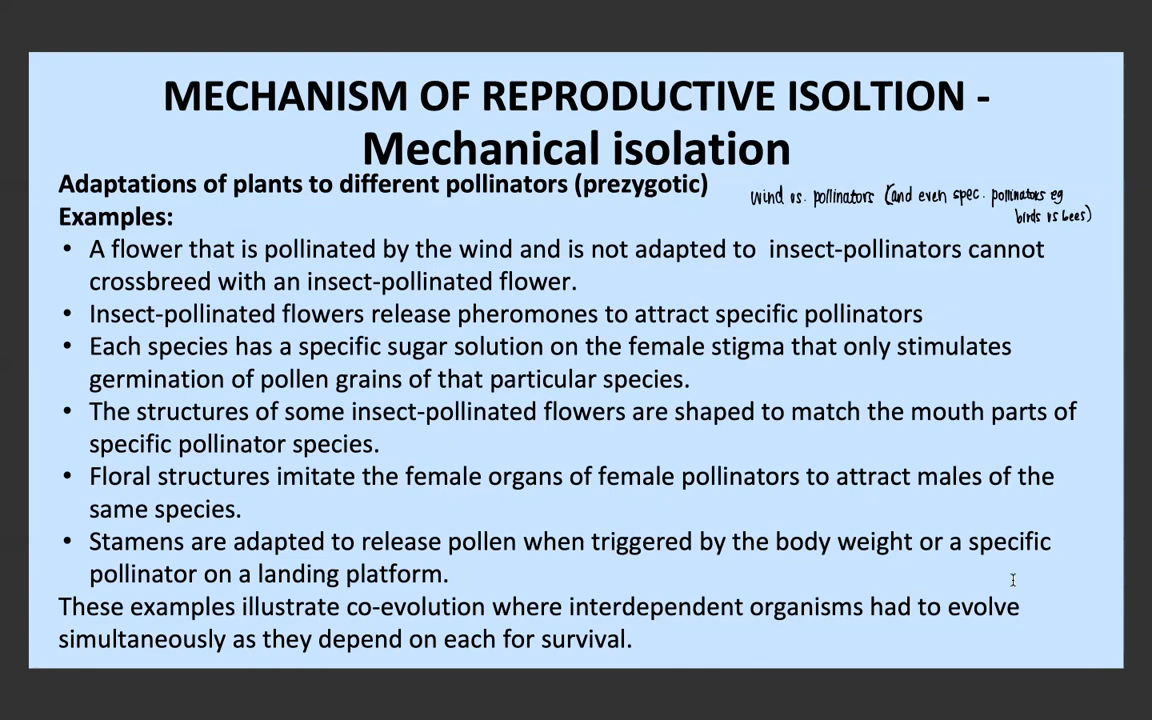 MECHANISM OF REPRODUCTIVE ISOLTION -
Mechanical isolation
Adaptations of plants to different pollinators (prezygotic)
wind vs. pollinators (and even spec. pollinators eg
birds vs bees)
Examples:
• A flower that is pollinated by the wind and is not adapted to insect-pollinators cannot
crossbreed with an insect-pollinated flower.
• Insect-pollinated flowers release pheromones to attract specific pollinators
• Each species has a specific sugar solution on the female stigma that only stimulates
germination of pollen grains of that particular species.
• The structures of some insect-pollinated flowers are shaped to match the mouth parts of
specific pollinator species.
• Floral structures imitate the female organs of female pollinators to attract males of the
same species.
• Stamens are adapted to release pollen when triggered by the body weight or a specific
pollinator on a landing platform.
These examples illustrate co-evolution where interdependent organisms had to evolve
simultaneously as they depend on each for survival.